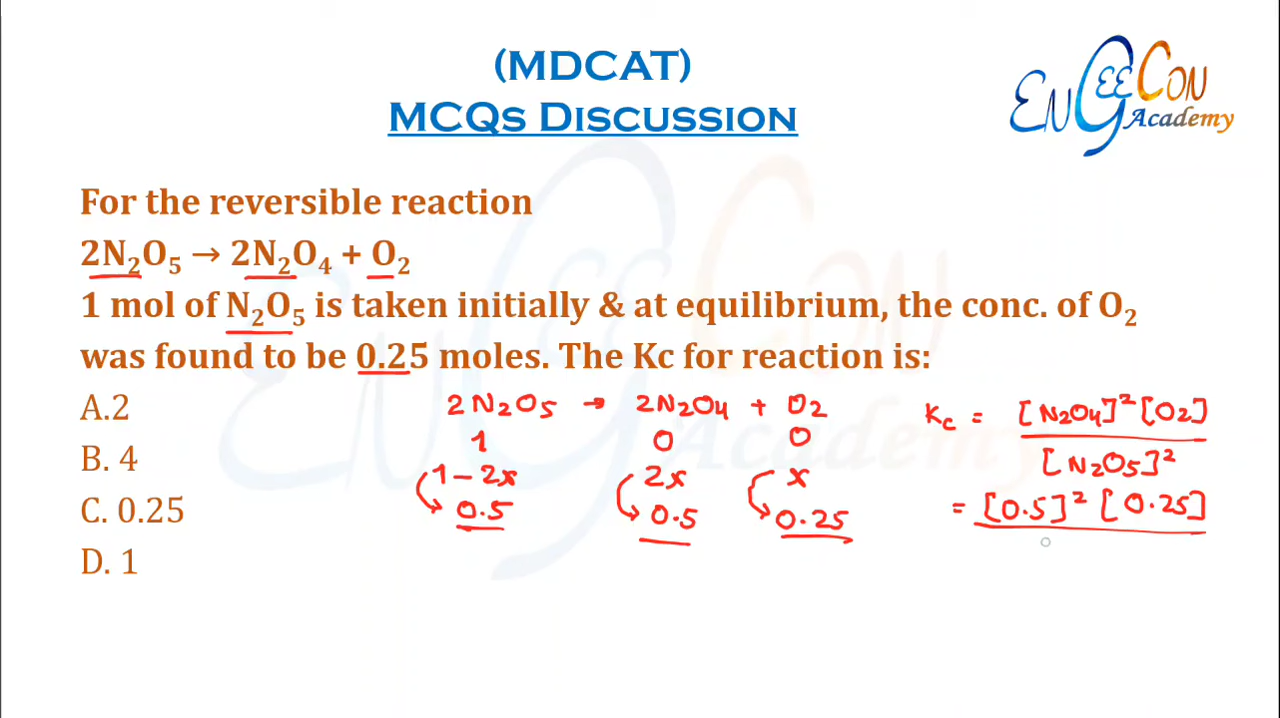 (MDCAT)
MCQs Discussion
EnGeeCon
Academy
For the reversible reaction
2N₂O₅ → 2N₂O₄ + O₂
1 mol of N₂O₅ is taken initially & at equilibrium, the conc. of O₂
was found to be 0.25 moles. The Kc for reaction is:
A.2
B. 4
C. 0.25
D. 1
2N₂O₅ → 2N₂O₄ + O₂
1 0 0
1-2x 2x x
0.5 0.5 0.25
Kc = [N₂O₄]² [O₂]
[N₂O₅]²
= [0.5]² [0.25]